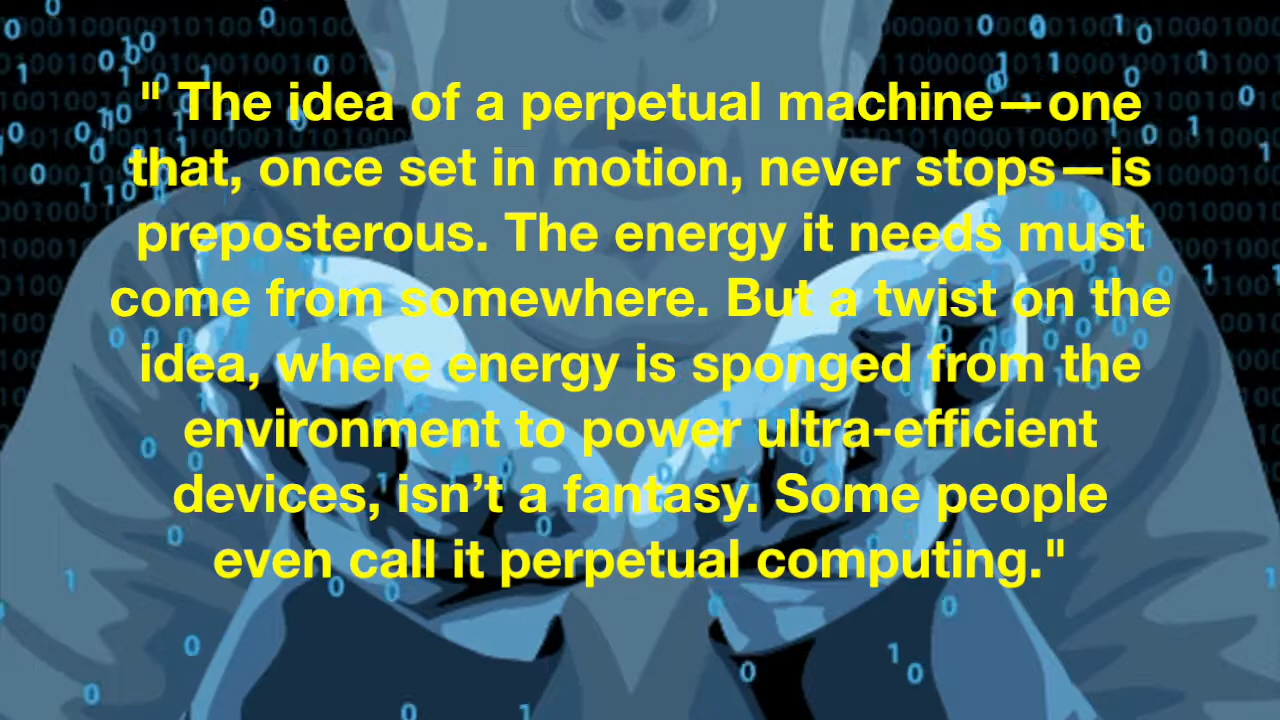 " The idea of a perpetual machine—one
that, once set in motion, never stops—is
preposterous. The energy it needs must
come from somewhere. But a twist on the
idea, where energy is sponged from the
environment to power ultra-efficient
devices, isn’t a fantasy. Some people
even call it perpetual computing."